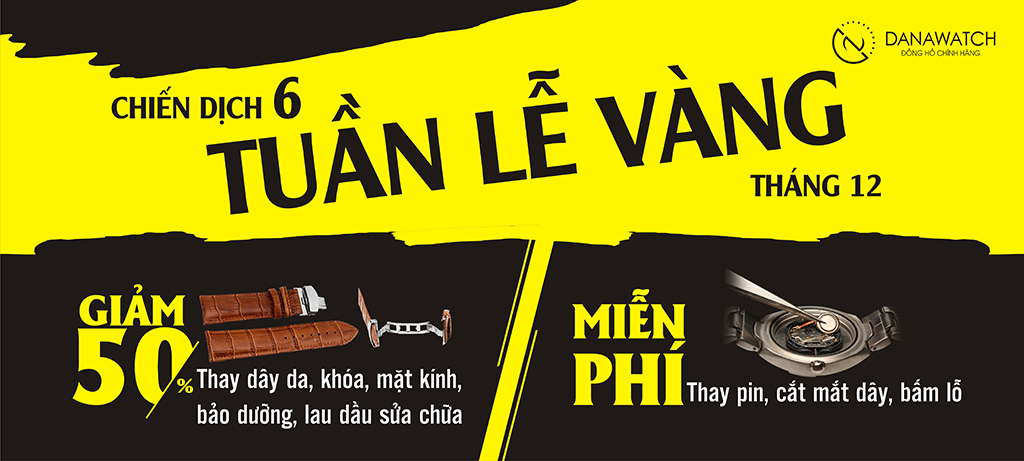 DANAWATCH
ĐỒNG HỒ CHÍNH HÃNG
CHIẾN DỊCH 6
TUẦN LỄ VÀNG
THÁNG 12
GIẢM
50%
Thay dây da, khóa, mặt kính,
bảo dưỡng, lau dầu sửa chữa
MIỄN
PHÍ
Thay pin, cắt mắt dây, bấm lỗ